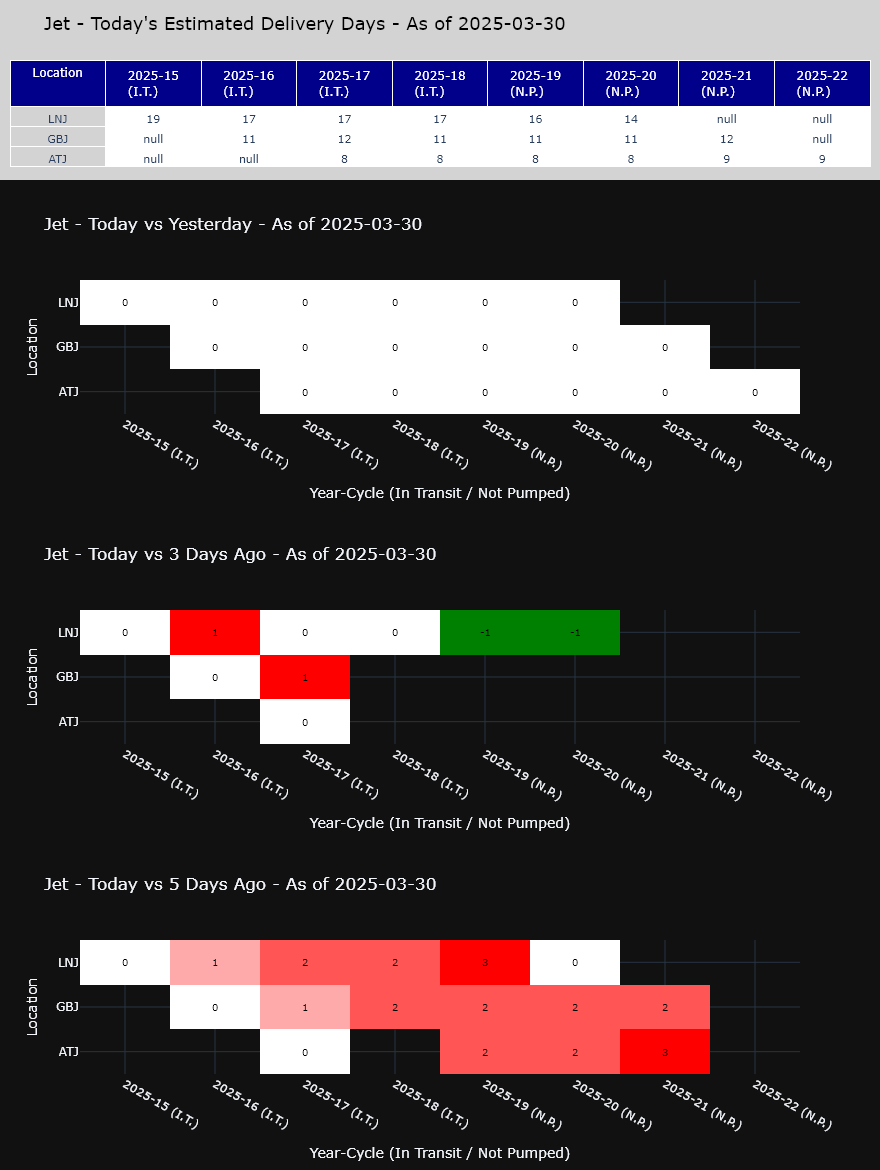 Jet - Today's Estimated Delivery Days - As of 2025-03-30
Location 2025-15 (I.T.) 2025-16 (I.T.) 2025-17 (I.T.) 2025-18 (I.T.) 2025-19 (N.P.) 2025-20 (N.P.) 2025-21 (N.P.) 2025-22 (N.P.)
LNJ 19 17 17 17 16 14 null null
GBJ null 11 12 11 11 11 12 null
ATJ null null 8 8 8 8 9 9
Jet - Today vs Yesterday - As of 2025-03-30
Location
LNJ 0 0 0 0 0 0
GBJ 0 0 0 0 0 0
ATJ 0 0 0 0 0 0
2025-15 (I.T.) 2025-16 (I.T.) 2025-17 (I.T.) 2025-18 (I.T.) 2025-19 (N.P.) 2025-20 (N.P.) 2025-21 (N.P.) 2025-22 (N.P.)
Year-Cycle (In Transit / Not Pumped)
Jet - Today vs 3 Days Ago - As of 2025-03-30
Location
LNJ 0 1 0 0 -1 -1
GBJ 0 1
ATJ 0
2025-15 (I.T.) 2025-16 (I.T.) 2025-17 (I.T.) 2025-18 (I.T.) 2025-19 (N.P.) 2025-20 (N.P.) 2025-21 (N.P.) 2025-22 (N.P.)
Year-Cycle (In Transit / Not Pumped)
Jet - Today vs 5 Days Ago - As of 2025-03-30
Location
LNJ 0 1 2 2 3 0
GBJ 0 1 2 2 2 2
ATJ 0 2 2 3
2025-15 (I.T.) 2025-16 (I.T.) 2025-17 (I.T.) 2025-18 (I.T.) 2025-19 (N.P.) 2025-20 (N.P.) 2025-21 (N.P.) 2025-22 (N.P.)
Year-Cycle (In Transit / Not Pumped)